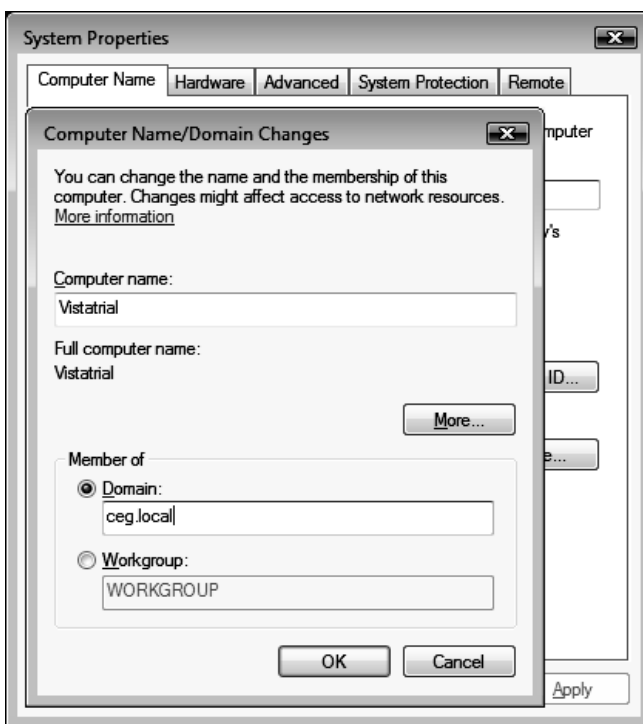 System Properties
Computer Name Hardware Advanced System Protection Remote
Computer Name/Domain Changes
You can change the name and the membership of this
computer. Changes might affect access to network resources.
More information
Computer name:
Vistatrial
Full computer name:
Vistatrial
More...
Member of
Domain:
ceg.local
Workgroup:
WORKGROUP
OK Cancel
mputer
y's
ID...
e...
Apply